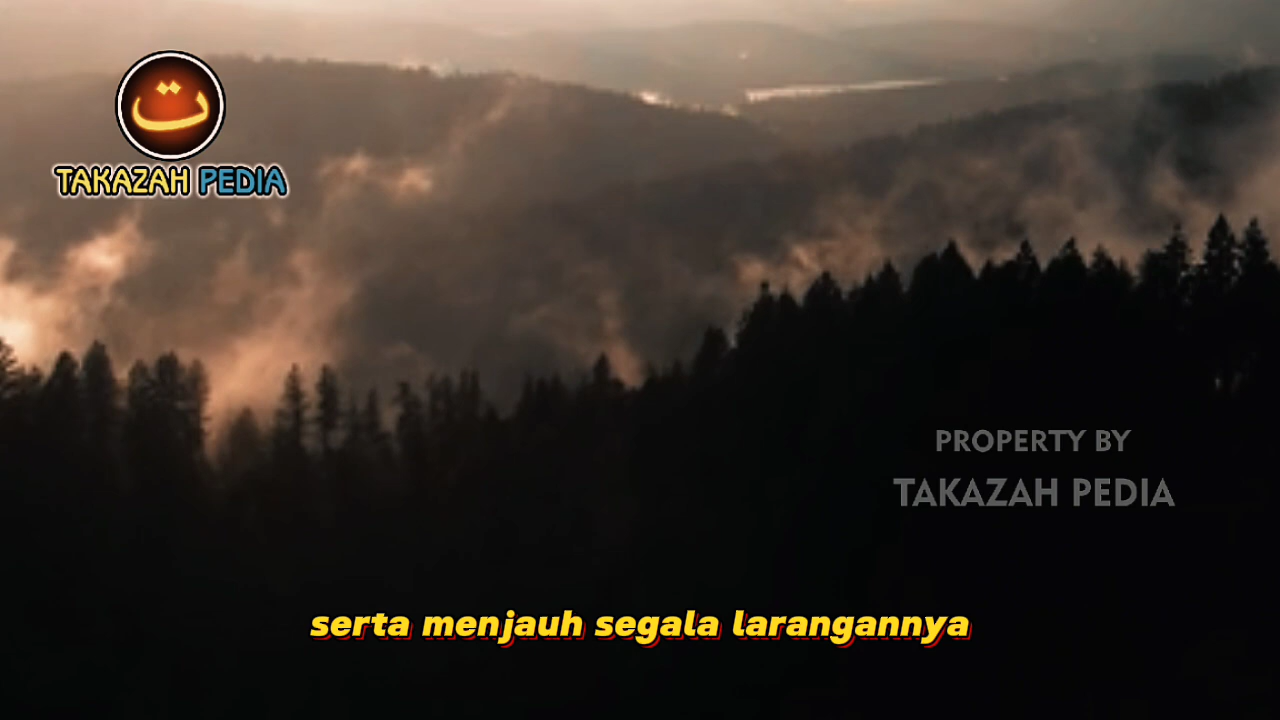 ت
TAKAZAH PEDIA
PROPERTY BY
TAKAZAH PEDIA
serta menjauh segala larangannya